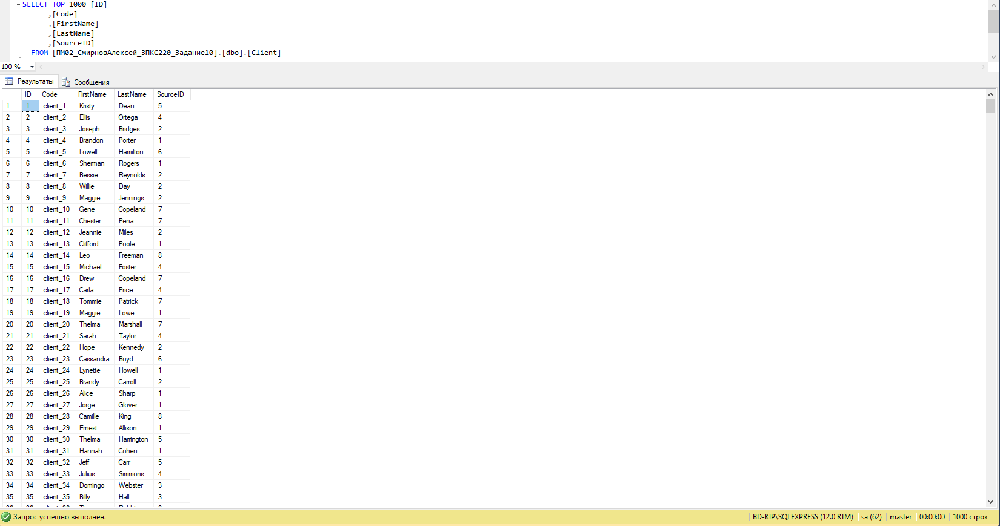 SELECT TOP 1000 [ID]
,[Code]
,[FirstName]
,[LastName]
,[SourceID]
FROM [ПМ02_СмирновАлексей_3ПКС220_Задание10].[dbo].[Client]
100 %
Результаты Сообщения
ID Code FirstName LastName SourceID
1 1 client_1 Kristy Dean 5
2 2 client_2 Ellis Ortega 4
3 3 client_3 Joseph Bridges 2
4 4 client_4 Brandon Porter 1
5 5 client_5 Lowell Hamilton 6
6 6 client_6 Sherman Rogers 1
7 7 client_7 Bessie Reynolds 2
8 8 client_8 Willie Day 2
9 9 client_9 Maggie Jennings 2
10 10 client_10 Gene Copeland 7
11 11 client_11 Chester Pena 7
12 12 client_12 Jeannie Miles 2
13 13 client_13 Clifford Poole 1
14 14 client_14 Leo Freeman 8
15 15 client_15 Michael Foster 4
16 16 client_16 Drew Copeland 7
17 17 client_17 Carla Price 4
18 18 client_18 Tommie Patrick 7
19 19 client_19 Maggie Lowe 1
20 20 client_20 Thelma Marshall 7
21 21 client_21 Sarah Taylor 4
22 22 client_22 Hope Kennedy 2
23 23 client_23 Cassandra Boyd 6
24 24 client_24 Lynette Howell 1
25 25 client_25 Brandy Carroll 2
26 26 client_26 Alice Sharp 1
27 27 client_27 Jorge Glover 1
28 28 client_28 Camille King 8
29 29 client_29 Ernest Allison 1
30 30 client_30 Thelma Harrington 5
31 31 client_31 Hannah Cohen 1
32 32 client_32 Jeff Carr 5
33 33 client_33 Julius Simmons 4
34 34 client_34 Domingo Webster 3
35 35 client_35 Billy Hall 3
Запрос успешно выполнен. BD-KIP\SQLEXPRESS (12.0 RTM) sa (62) master 00:00:00 1000 строк